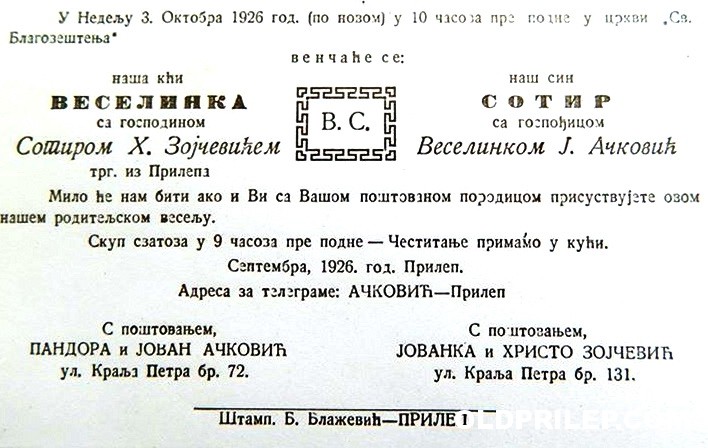 У Недељу 3. Октобра 1926 год. (по новом) у 10 часова пре подне у цркви „Св.
Благовештења“
венчаће се:
наша кћи
ВЕСЕЛИНКА
са господином
Сотиром Х. Зојчевићем
трг. из Прилепа
В. С.
наш син
СОТИР
са госпођицом
Веселинком Ј. Ачковић
Мило ће нам бити ако и Ви са Вашом поштованом породицом присуствујете овом
нашем родитељском весељу.
Скуп сватова у 9 часова пре подне — Честитање примамо у кући.
Септембра, 1926. год. Прилеп.
Адреса за телеграме: АЧКОВИЋ—Прилеп
С поштовањем,
ПАНДОРА и ЈОВАН АЧКОВИЋ
ул. Краља Петра бр. 72.
С поштовањем,
ЈОВАНКА и ХРИСТО ЗОЈЧЕВИЋ
ул. Краља Петра бр. 131.
Штамп. Б. Блажевић—ПРИЛЕП